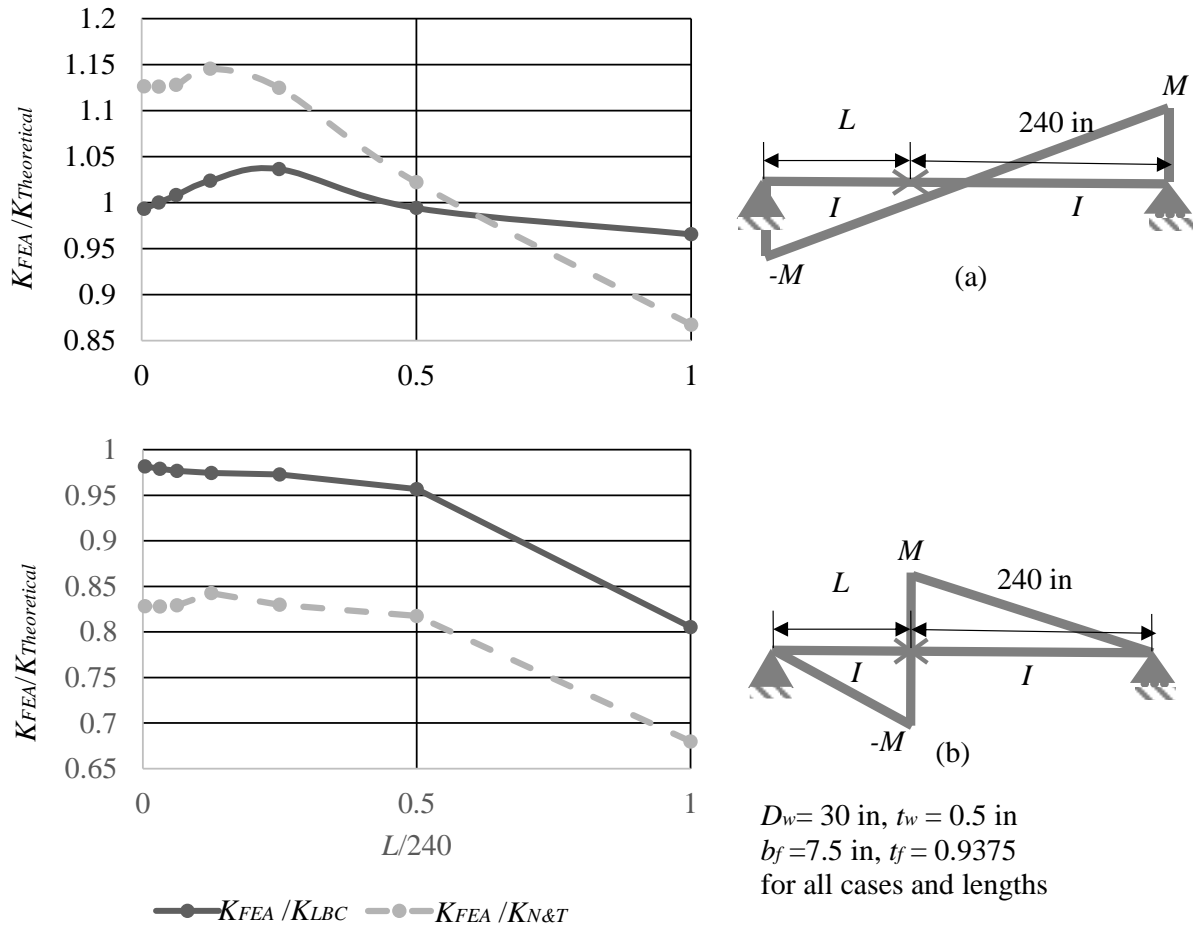 1.2
1.15
1.1
1.05
1
0.95
0.9
0.85
KFEA /KTheoretical
0
0.5
1
M
L
240 in
I
I
-M
(a)
1
0.95
0.9
0.85
0.8
0.75
0.7
0.65
KFEA/KTheoretical
0
0.5
1
L/240
M
L
240 in
I
I
-M
(b)
Dw= 30 in, tw = 0.5 in
bf =7.5 in, tf = 0.9375
for all cases and lengths
KFEA /KLBC
KFEA /KN&T